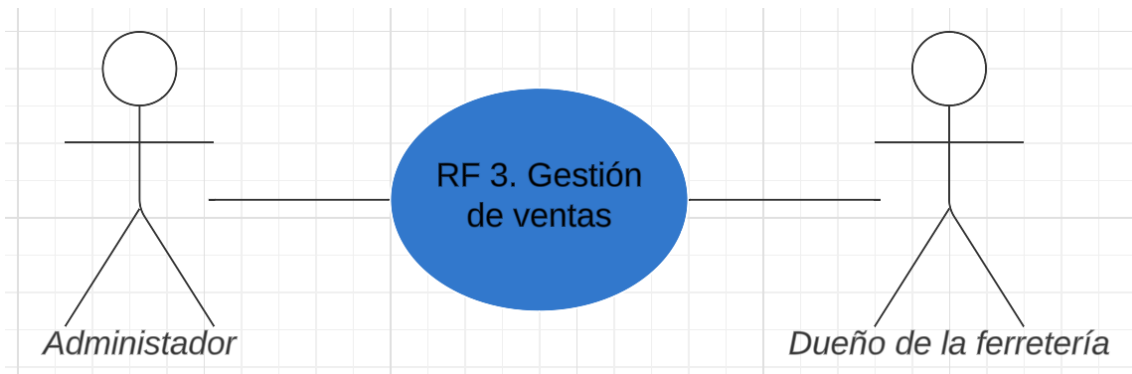 RF 3. Gestión
de ventas
Administador
Dueño de la ferretería